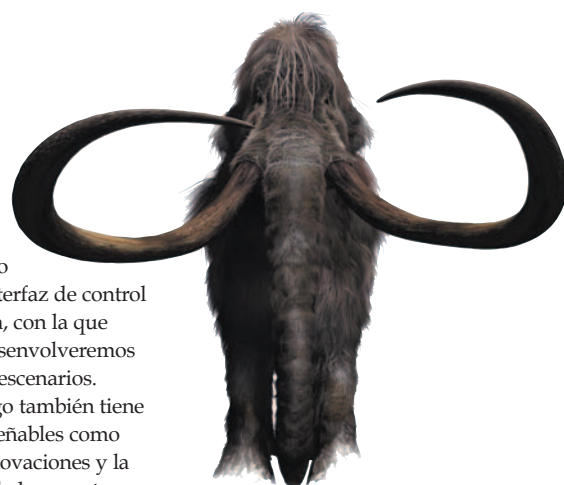 terfaz de control
, con la que
senvolveremos
escenarios.
go también tiene
eñables como
ovaciones y la